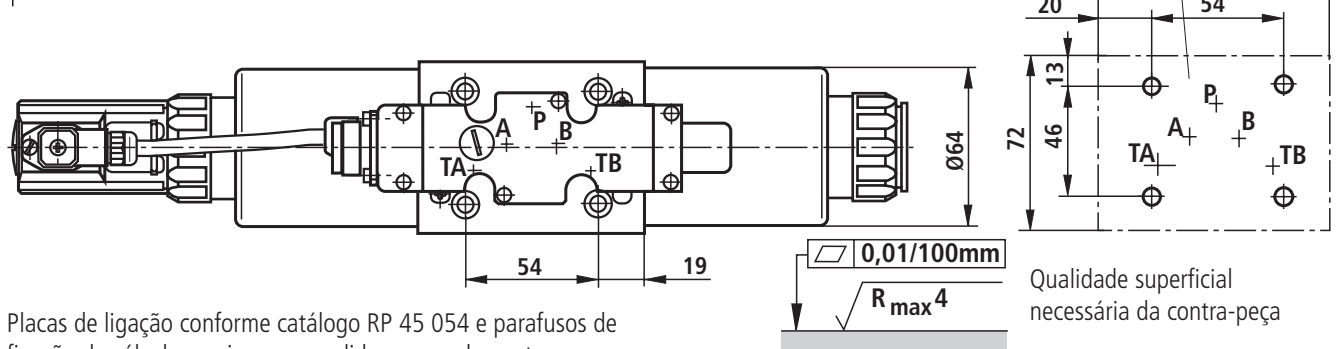 20
54
13
46
72
P
A
B
TA
TB
A
P
B
TA
TB
Ø64
54
19
0,01/100mm
R max 4
Qualidade superficial
necessária da contra-peça
Placas de ligação conforme catálogo RP 45 054 e parafusos de